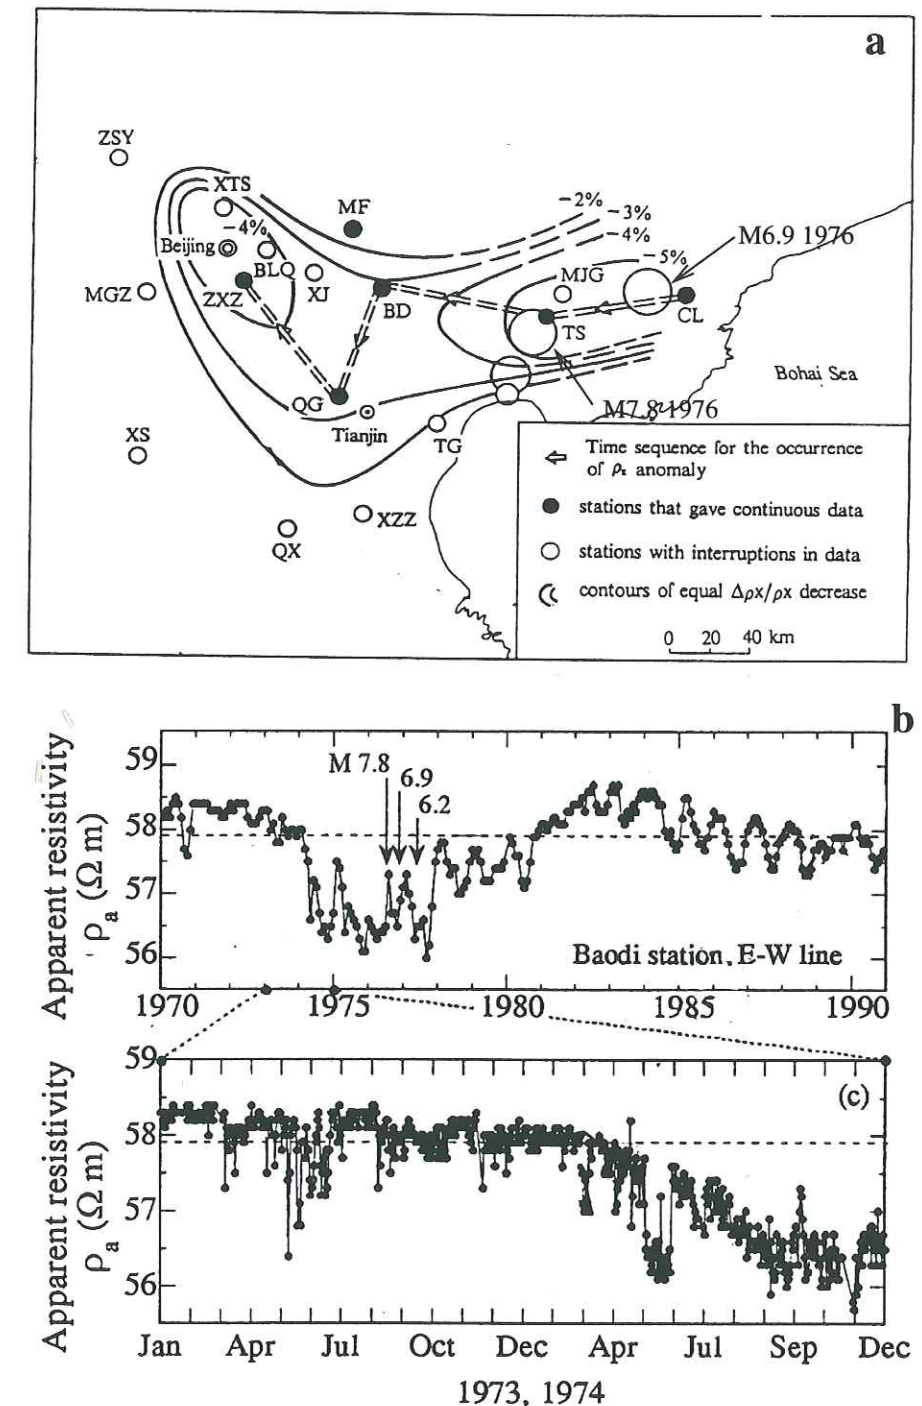 a
ZSY
XTS
MF
-2%
-3%
-4%
-4%
-5%
M6.9 1976
Beijing
BLQ
MJG
MGZ
ZXZ
XJ
BD
TS
CL
Bohai Sea
QG
Tianjin
M7.8 1976
XS
TG
XZZ
QX
Time sequence for the occurrence
of ρ anomaly
stations that gave continuous data
stations with interruptions in data
contours of equal Δρx/ρx decrease
0 20 40 km
b
Apparent resistivity
ρa (Ω m)
59
58
57
56
M 7.8
6.9
6.2
Baodi station, E-W line
1970 1975 1980 1985 1990
Apparent resistivity
ρa (Ω m)
59
58
57
56
(c)
Jan Apr Jul Oct Dec Apr Jul Sep Dec
1973, 1974